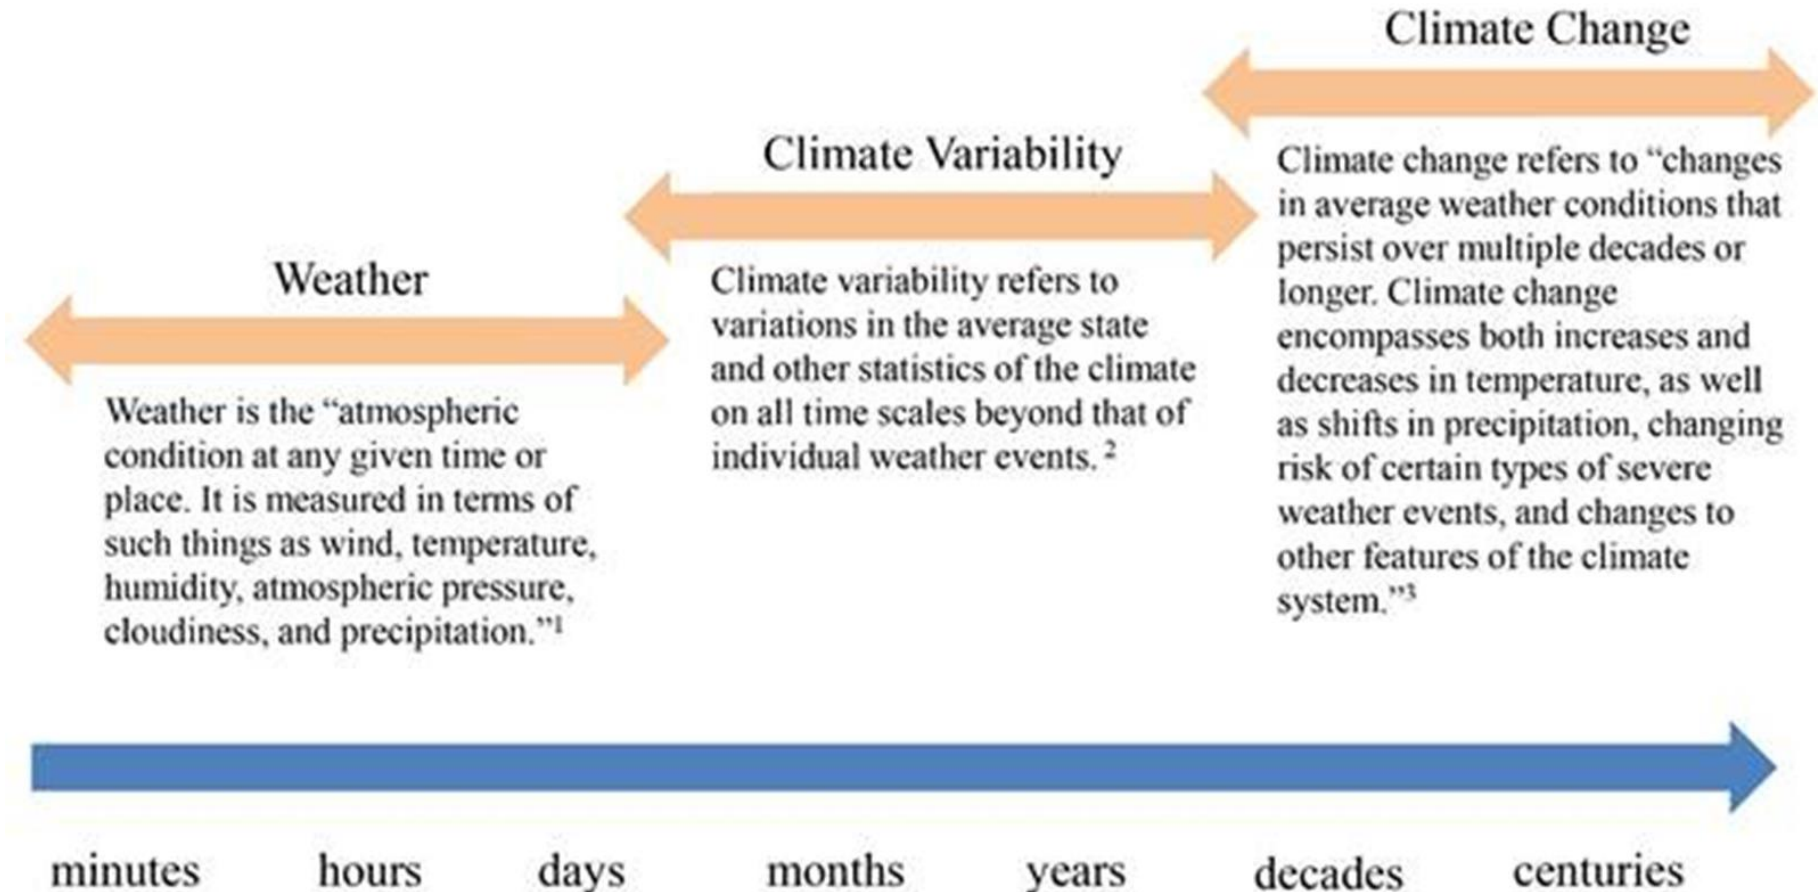 Climate Change
Climate Variability
Weather
Weather is the “atmospheric
condition at any given time or
place. It is measured in terms of
such things as wind, temperature,
humidity, atmospheric pressure,
cloudiness, and precipitation.”¹
Climate variability refers to
variations in the average state
and other statistics of the climate
on all time scales beyond that of
individual weather events. ²
Climate change refers to “changes
in average weather conditions that
persist over multiple decades or
longer. Climate change
encompasses both increases and
decreases in temperature, as well
as shifts in precipitation, changing
risk of certain types of severe
weather events, and changes to
other features of the climate
system.”³
minutes hours days months years decades centuries